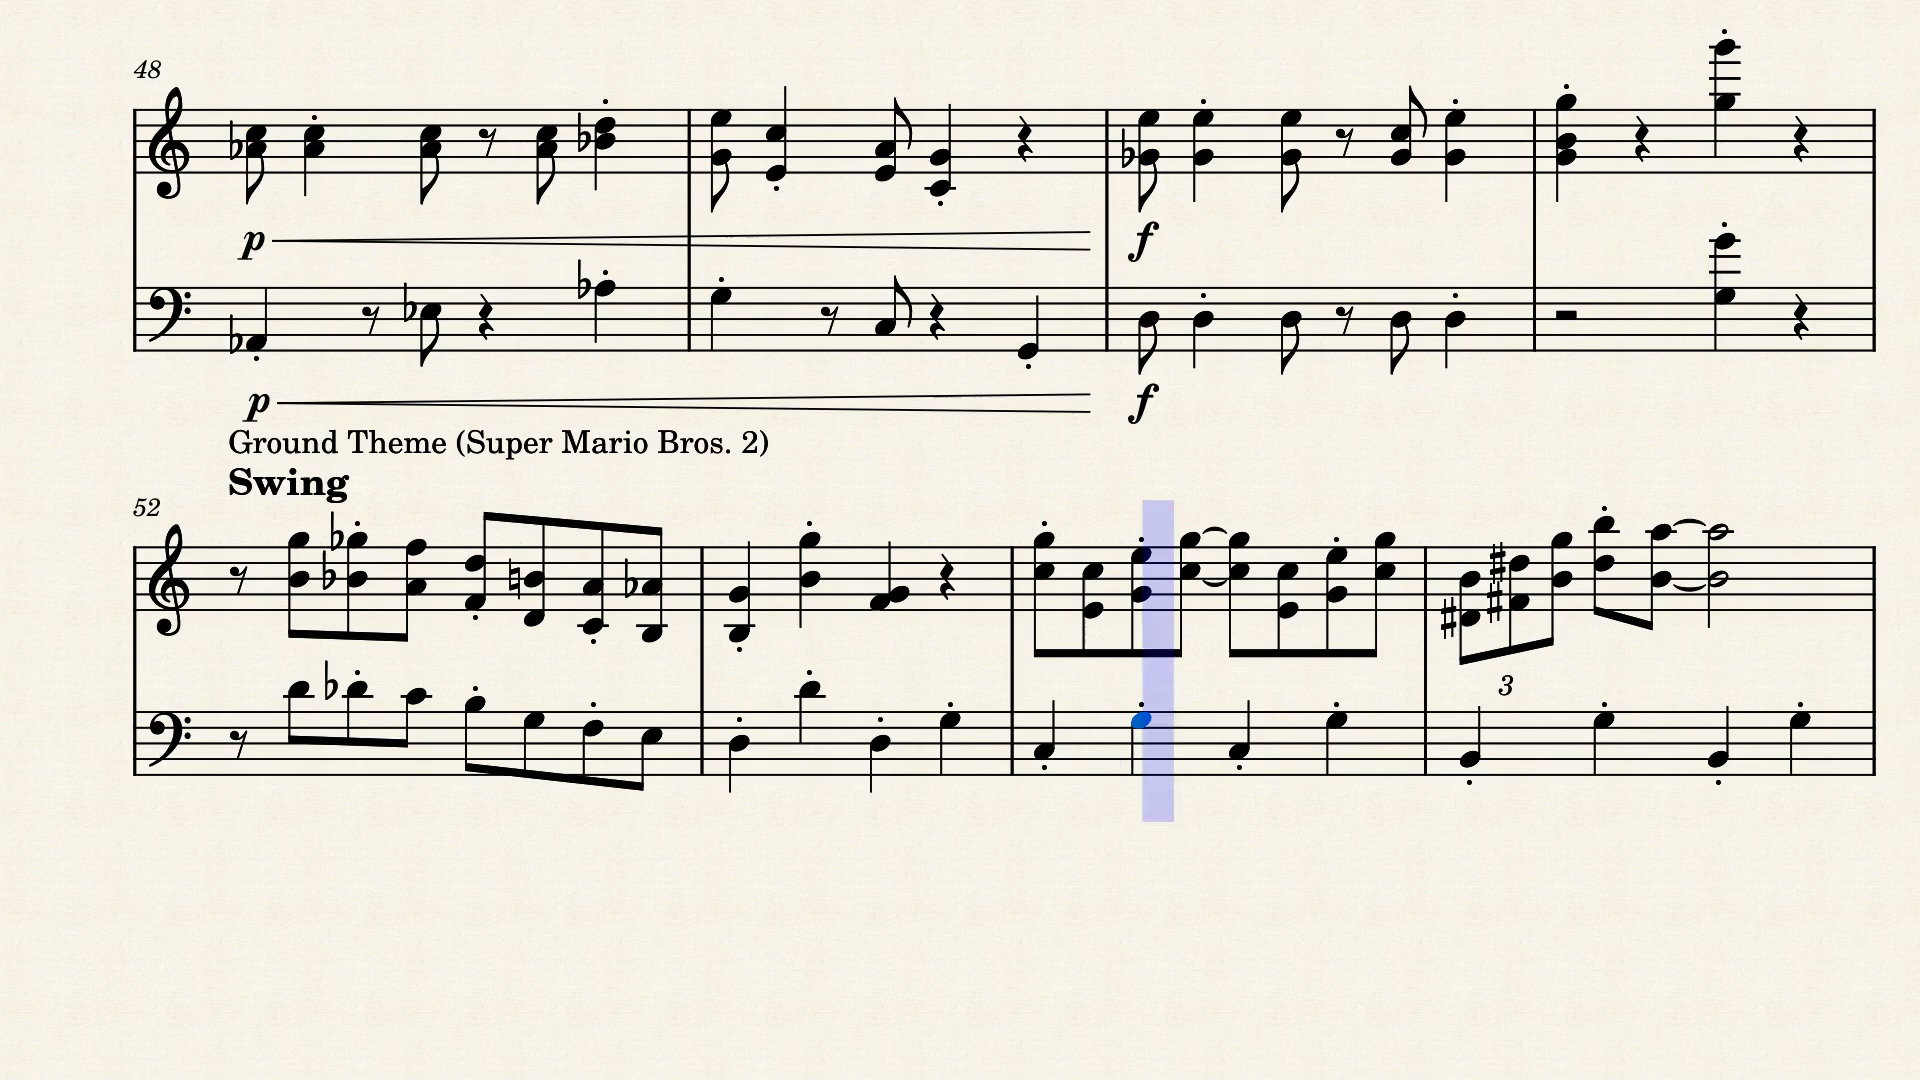 48
p
f
p
f
Ground Theme (Super Mario Bros. 2)
Swing
52
3